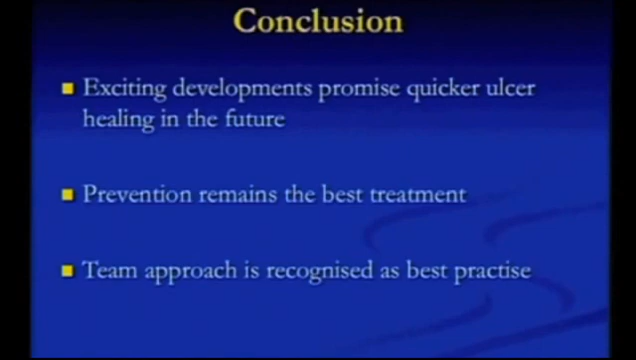 Conclusion
Exciting developments promise quicker ulcer
healing in the future
Prevention remains the best treatment
Team approach is recognised as best practise